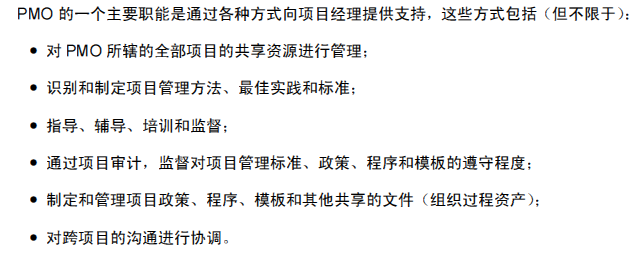 PMO 的一个主要职能是通过各种方式向项目经理提供支持，这些方式包括（但不限于）：
● 对 PMO 所辖的全部项目的共享资源进行管理；
● 识别和制定项目管理方法、最佳实践和标准；
● 指导、辅导、培训和监督；
● 通过项目审计，监督对项目管理标准、政策、程序和模板的遵守程度；
● 制定和管理项目政策、程序、模板和其他共享的文件（组织过程资产）；
● 对跨项目的沟通进行协调。